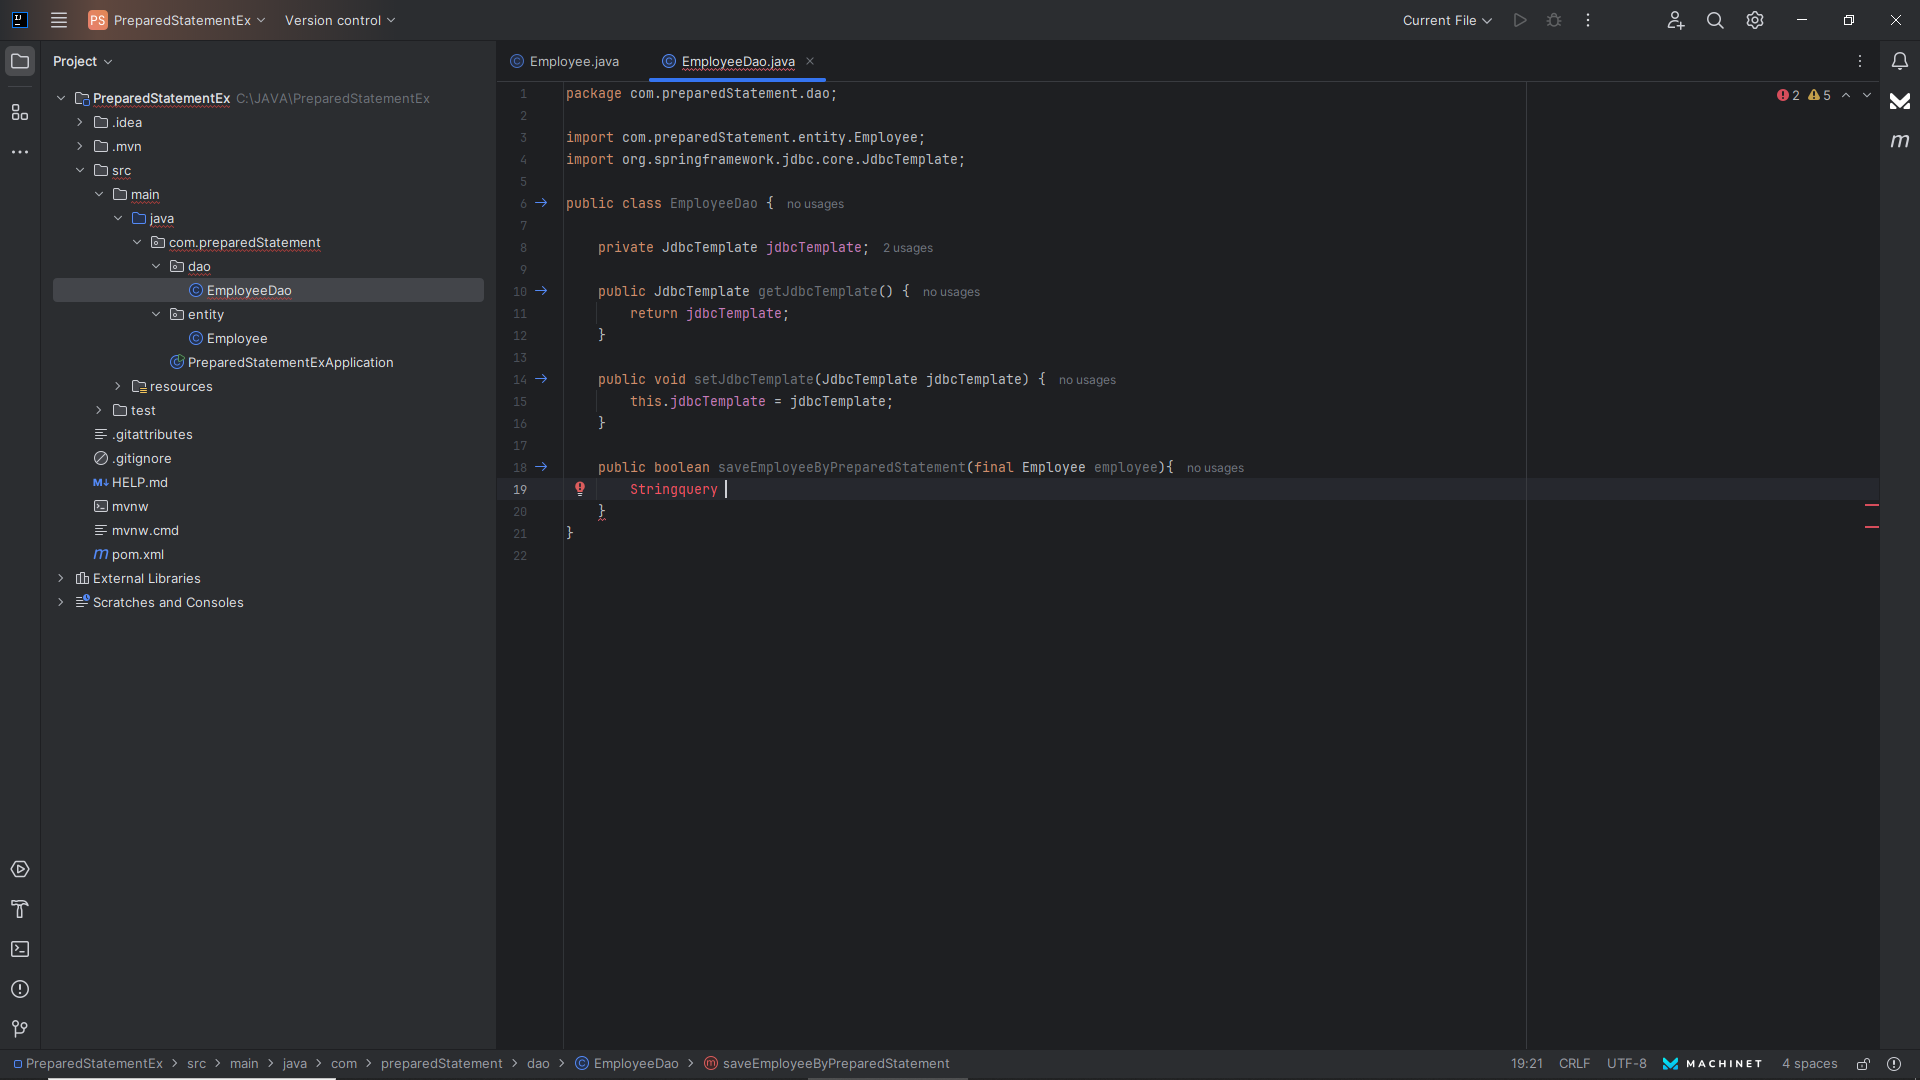 PS PreparedStatementEx Version control Current File
Project
PreparedStatementEx C:\JAVA\PreparedStatementEx
.idea
.mvn
src
main
java
com.preparedStatement
dao
EmployeeDao
entity
Employee
PreparedStatementExApplication
resources
test
.gitattributes
.gitignore
M↓ HELP.md
mvnw
mvnw.cmd
m pom.xml
External Libraries
Scratches and Consoles
Employee.java EmployeeDao.java
2 5
1 package com.preparedStatement.dao;
2
3 import com.preparedStatement.entity.Employee;
4 import org.springframework.jdbc.core.JdbcTemplate;
5
6 public class EmployeeDao { no usages
7
8 private JdbcTemplate jdbcTemplate; 2 usages
9
10 public JdbcTemplate getJdbcTemplate() { no usages
11 return jdbcTemplate;
12 }
13
14 public void setJdbcTemplate(JdbcTemplate jdbcTemplate) { no usages
15 this.jdbcTemplate = jdbcTemplate;
16 }
17
18 public boolean saveEmployeeByPreparedStatement(final Employee employee){ no usages
19 Stringquery
20 }
21 }
22
m
PreparedStatementEx > src > main > java > com > preparedStatement > dao > EmployeeDao > saveEmployeeByPreparedStatement 19:21 CRLF UTF-8 MACHINET 4 spaces